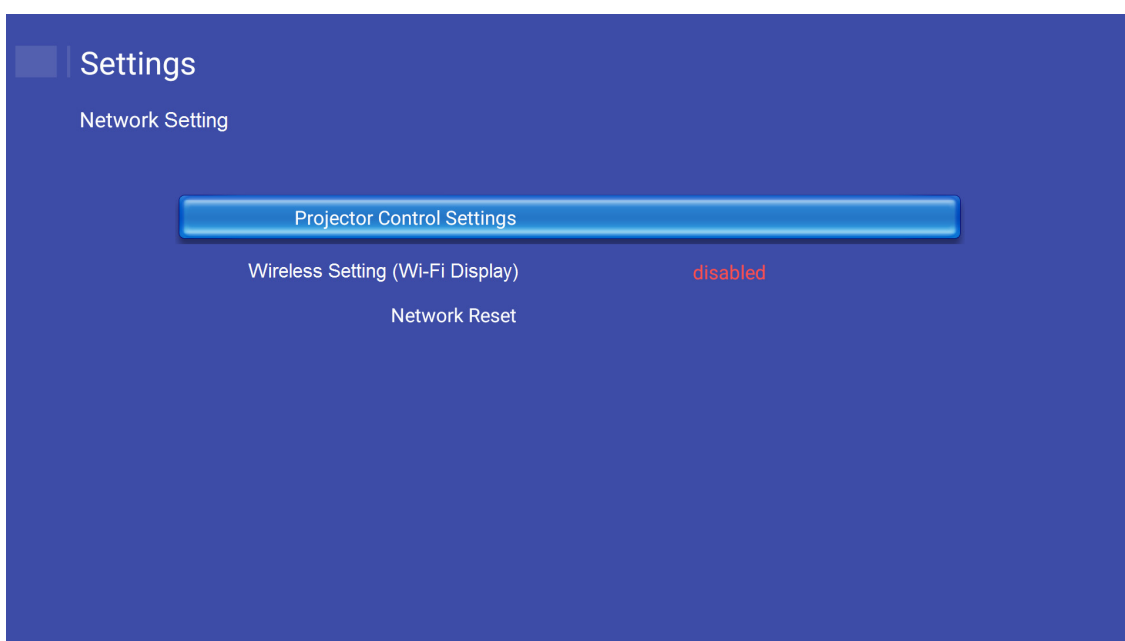 Settings
Network Setting
Projector Control Settings
Wireless Setting (Wi-Fi Display) disabled
Network Reset